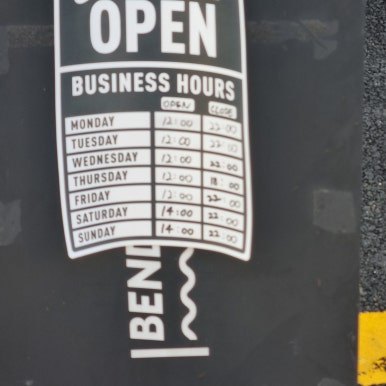 OPEN
BUSINESS HOURS
OPEN CLOSE
MONDAY 12:00 22:00
TUESDAY 12:00 22:00
WEDNESDAY 12:00 22:00
THURSDAY 12:00 18:00
FRIDAY 12:00 22:00
SATURDAY 14:00 22:00
SUNDAY 14:00 22:00
BEND